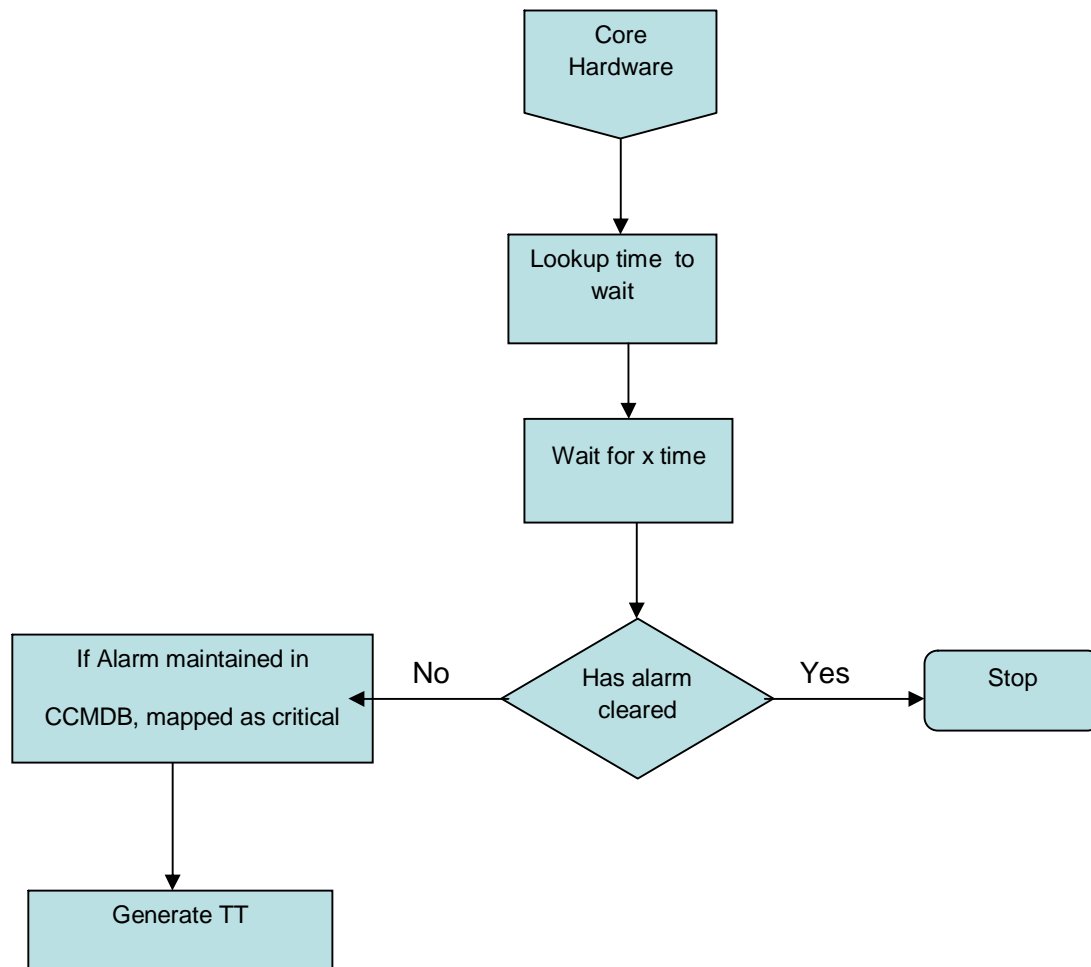 Core
Hardware
Lookup time to
wait
Wait for x time
If Alarm maintained in
CCMDB, mapped as critical
No
Has alarm
cleared
Yes
Stop
Generate TT